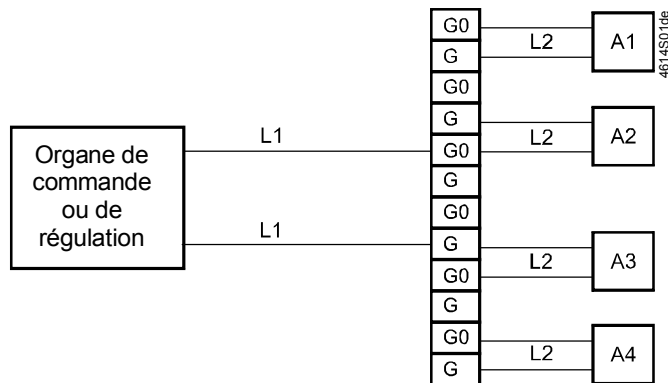 Organe de
commande
ou de
régulation
L1
L1
G0
G
G0
G
G0
G
G0
G
G0
G
G0
G
L2
A1
L2
A2
L2
A3
L2
A4
4614S01de